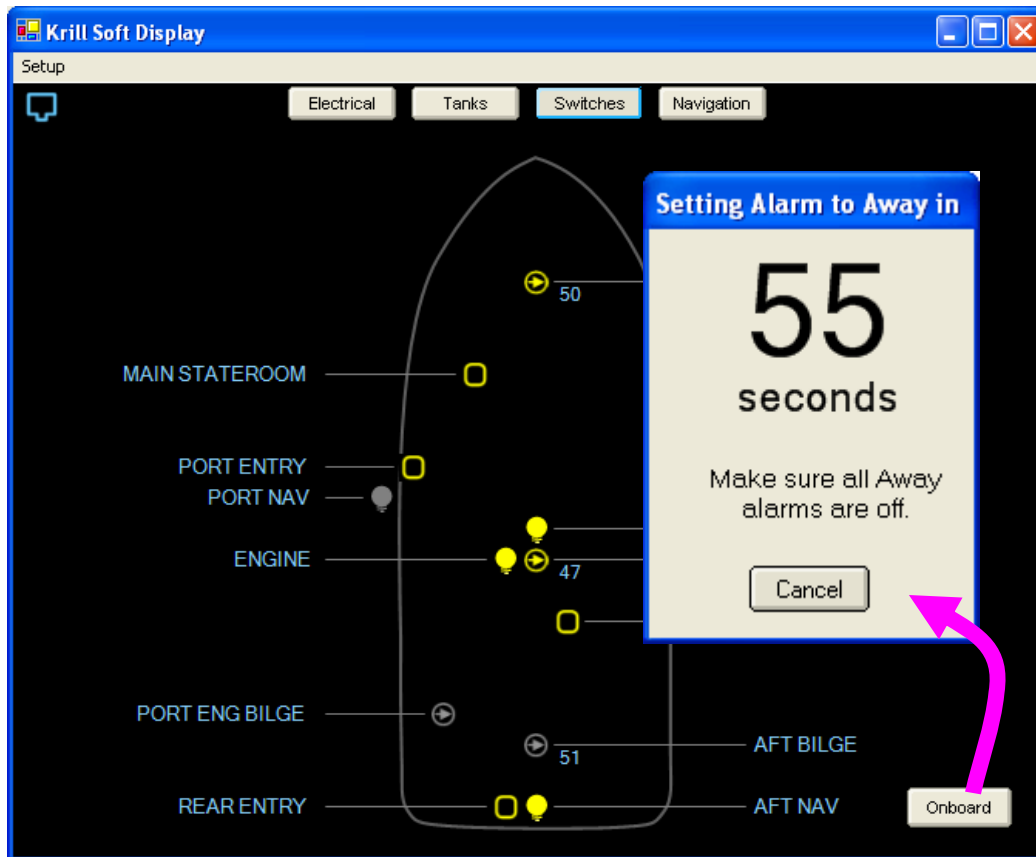 Krill Soft Display
Setup
Electrical
Tanks
Switches
Navigation
Setting Alarm to Away in
55
seconds
Make sure all Away
alarms are off.
Cancel
50
MAIN STATEROOM
PORT ENTRY
PORT NAV
ENGINE
47
PORT ENG BILGE
51
AFT BILGE
REAR ENTRY
AFT NAV
Onboard